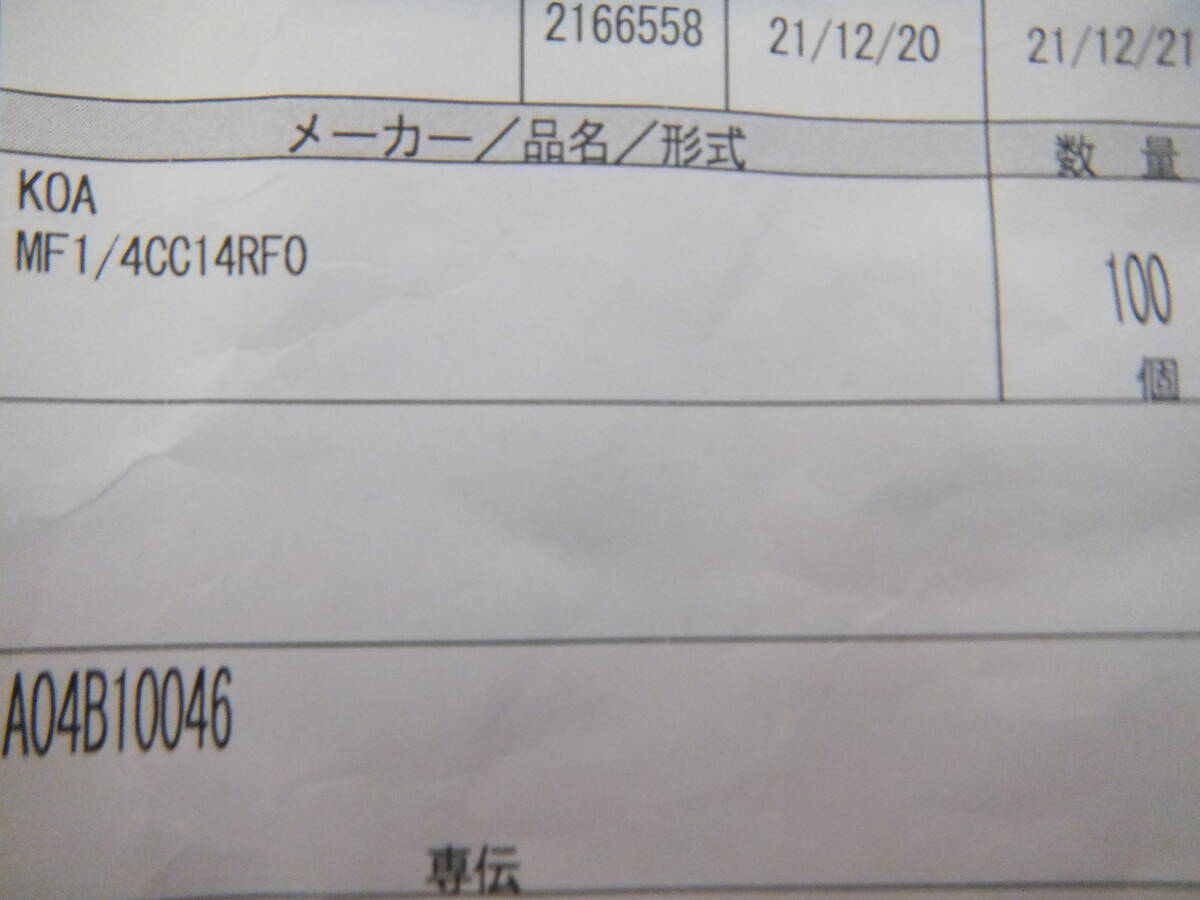 2166558 21/12/20 21/12/21
メーカー／品名／形式 数 量
KOA
MF1/4CC14RF0 100
個
A04B10046
専伝